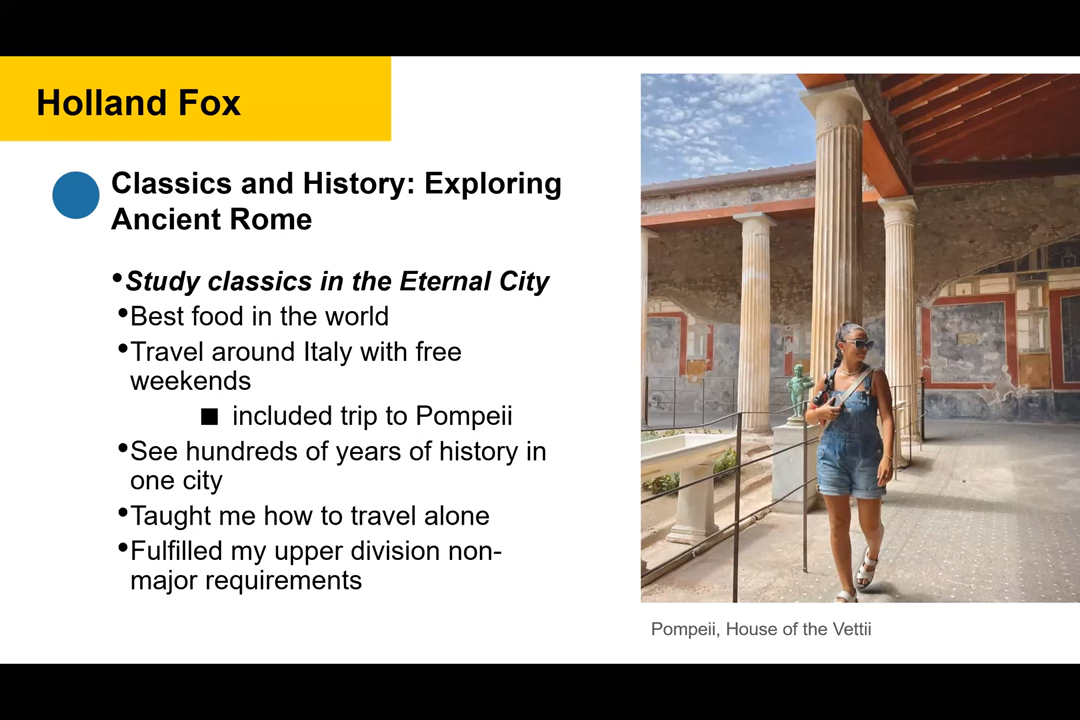 Holland Fox
Classics and History: Exploring
Ancient Rome
•Study classics in the Eternal City
•Best food in the world
•Travel around Italy with free
weekends
■ included trip to Pompeii
•See hundreds of years of history in
one city
•Taught me how to travel alone
•Fulfilled my upper division non-
major requirements
Pompeii, House of the Vettii